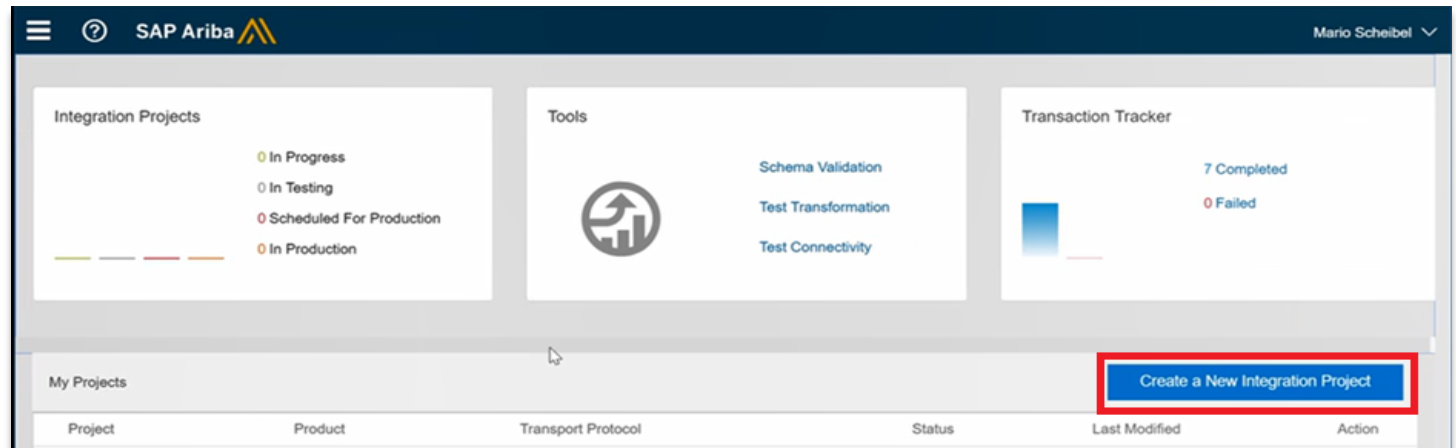 SAP Ariba
Mario Scheibel
Integration Projects
0 In Progress
0 In Testing
0 Scheduled For Production
0 In Production
Tools
Schema Validation
Test Transformation
Test Connectivity
Transaction Tracker
7 Completed
0 Failed
My Projects
Create a New Integration Project
Project Product Transport Protocol Status Last Modified Action